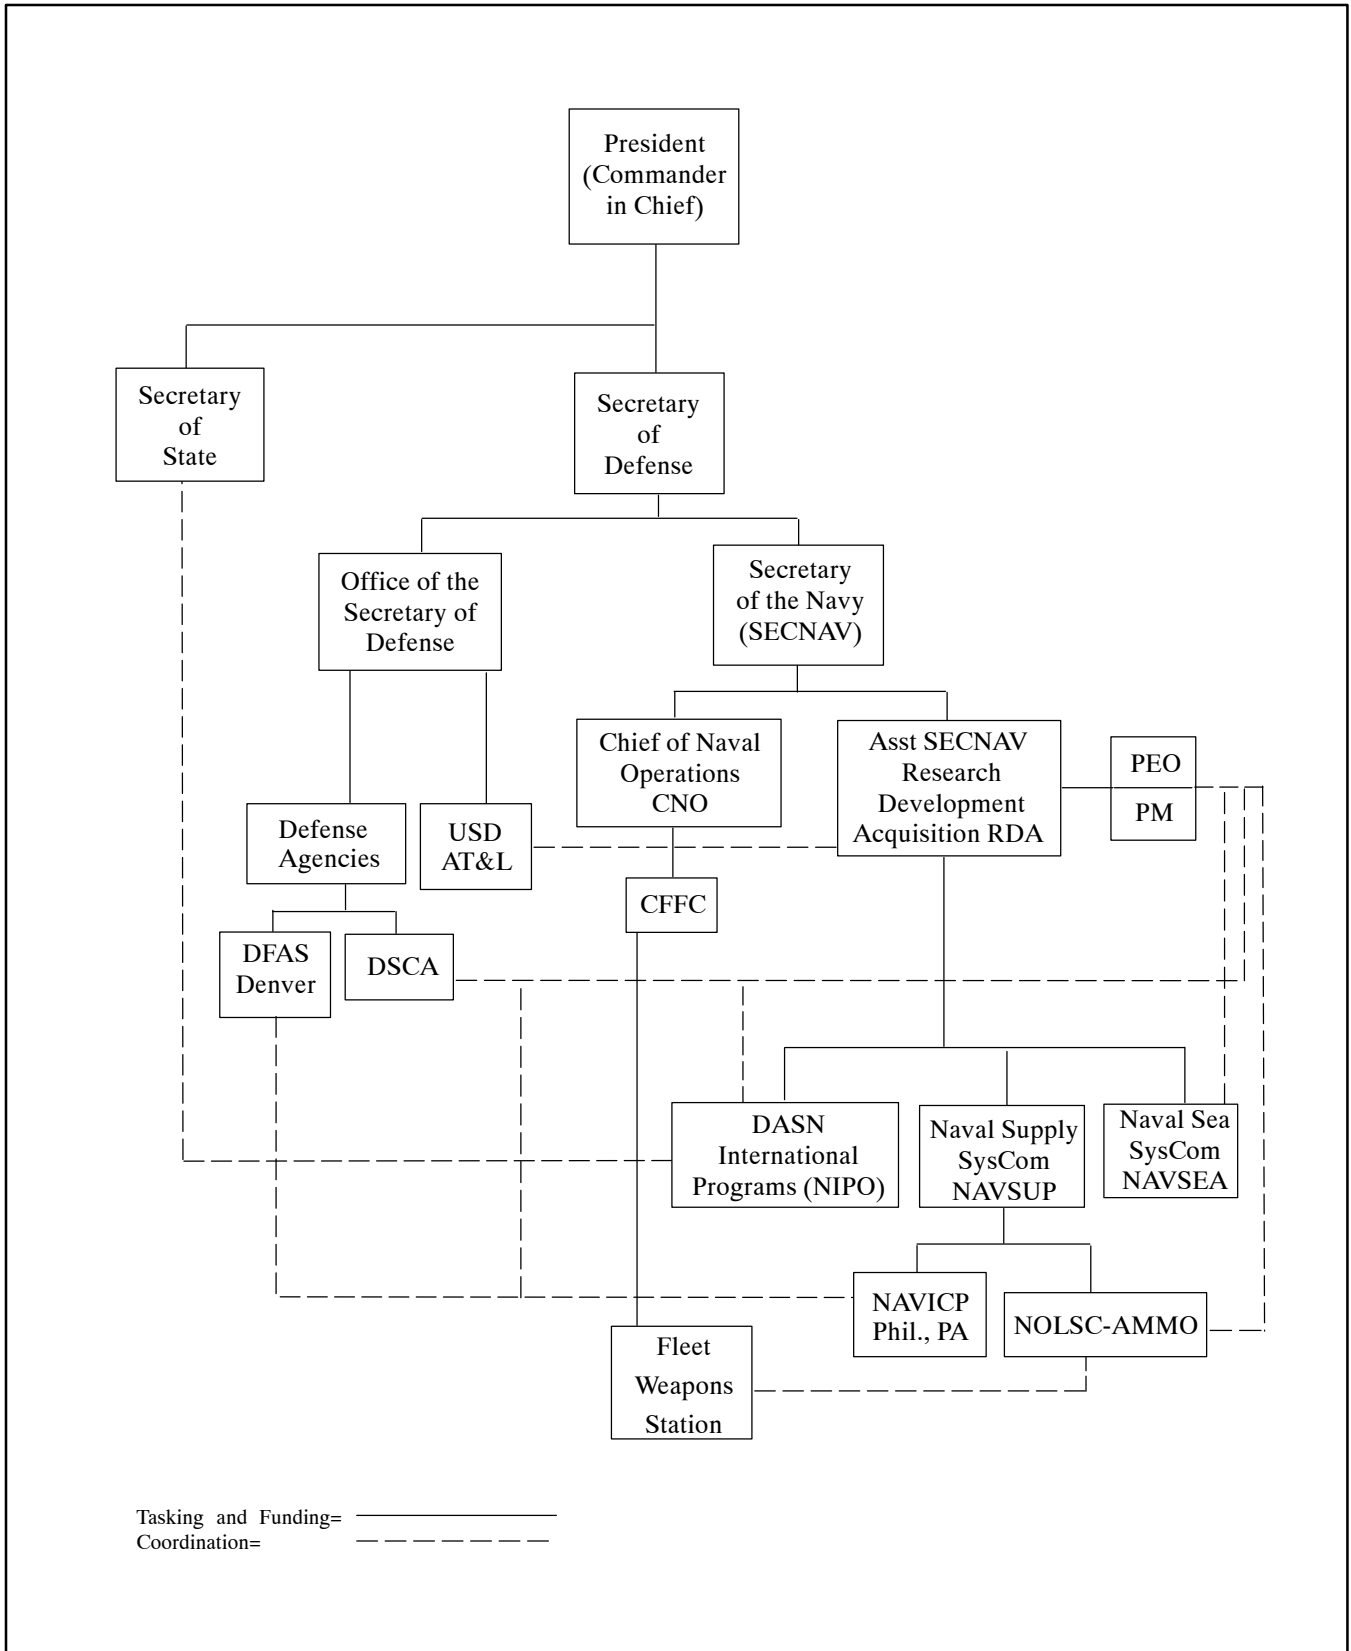 President
(Commander
in Chief)
Secretary
of
State
Secretary
of
Defense
Office of the
Secretary of
Defense
Secretary
of the Navy
(SECNAV)
Chief of Naval
Operations
CNO
Asst SECNAV
Research
Development
Acquisition RDA
PEO
PM
Defense
Agencies
USD
AT&L
CFFC
DFAS
Denver
DSCA
DASN
International
Programs (NIPO)
Naval Supply
SysCom
NAVSUP
Naval Sea
SysCom
NAVSEA
NAVICP
Phil., PA
NOLSC-AMMO
Fleet
Weapons
Station
Tasking and Funding=
Coordination=